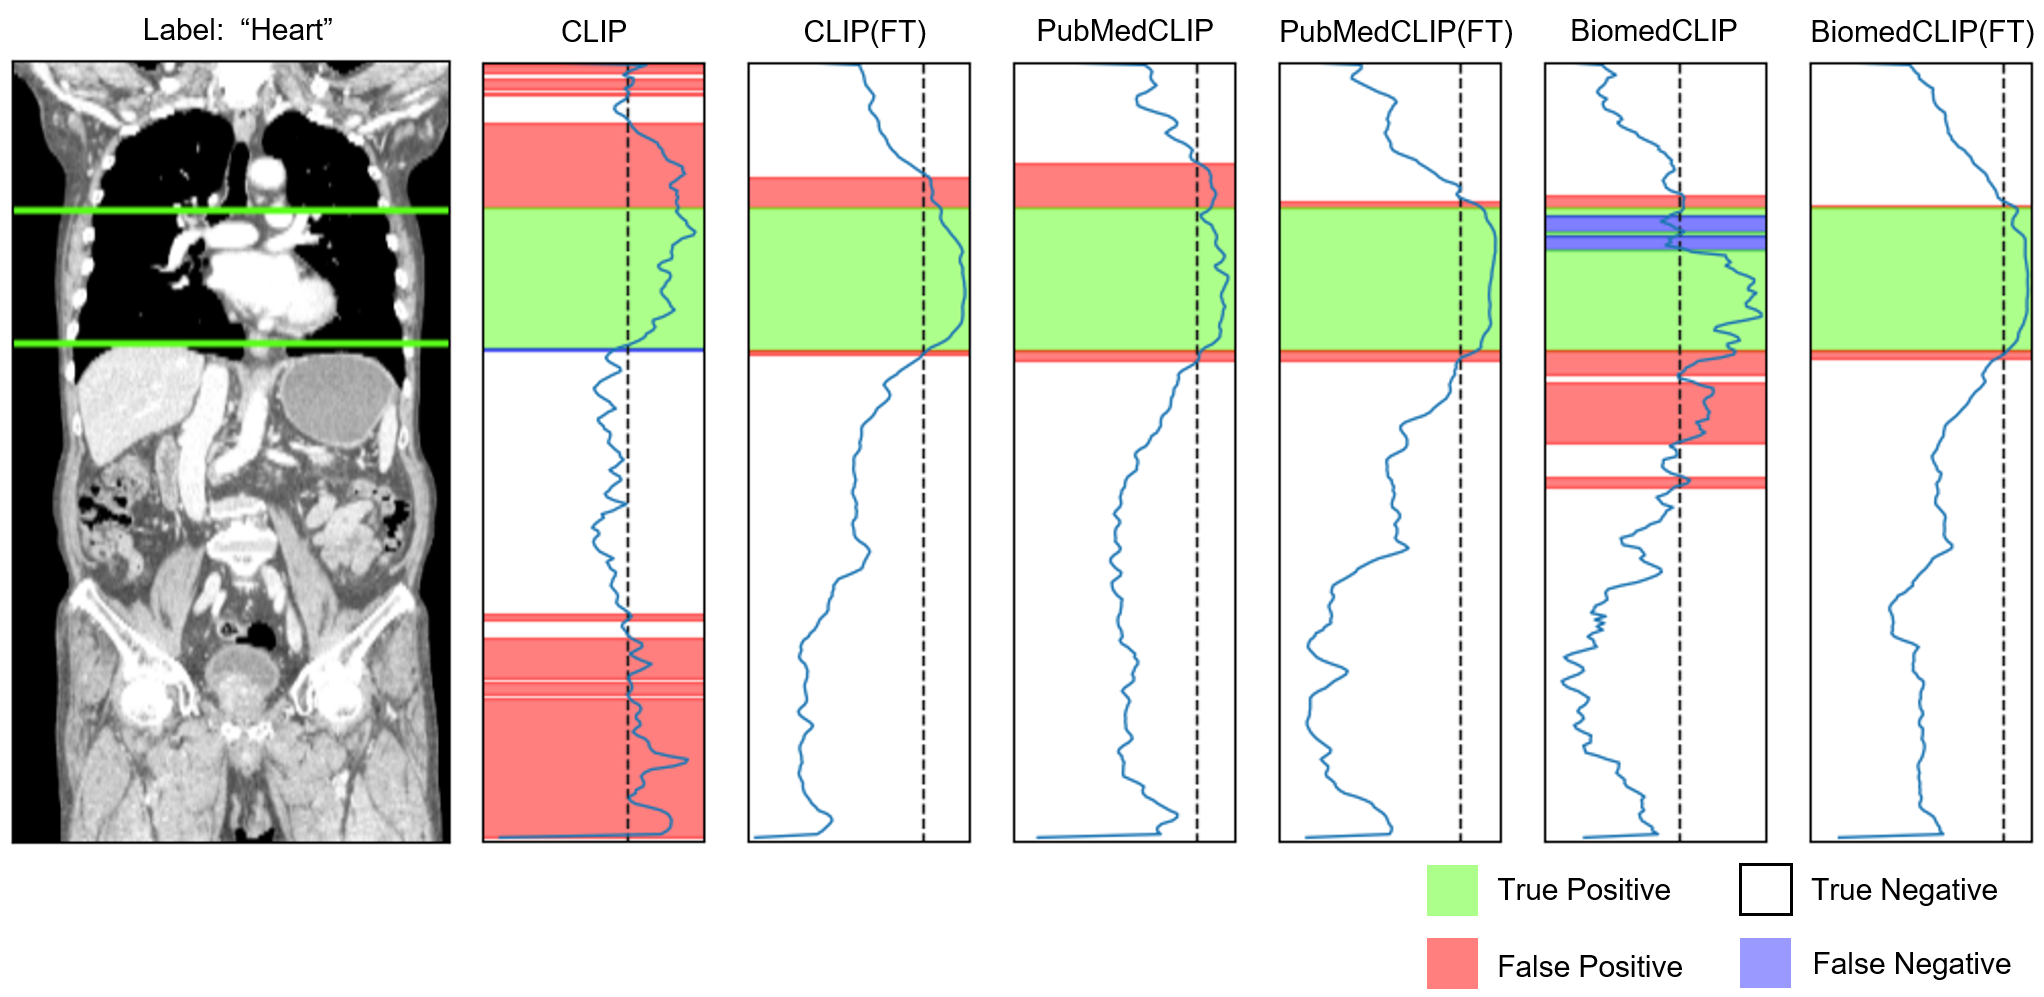 Label:  “Heart”
CLIP
CLIP(FT)
PubMedCLIP
PubMedCLIP(FT)
BiomedCLIP
BiomedCLIP(FT)
True Positive
True Negative
False Positive
False Negative